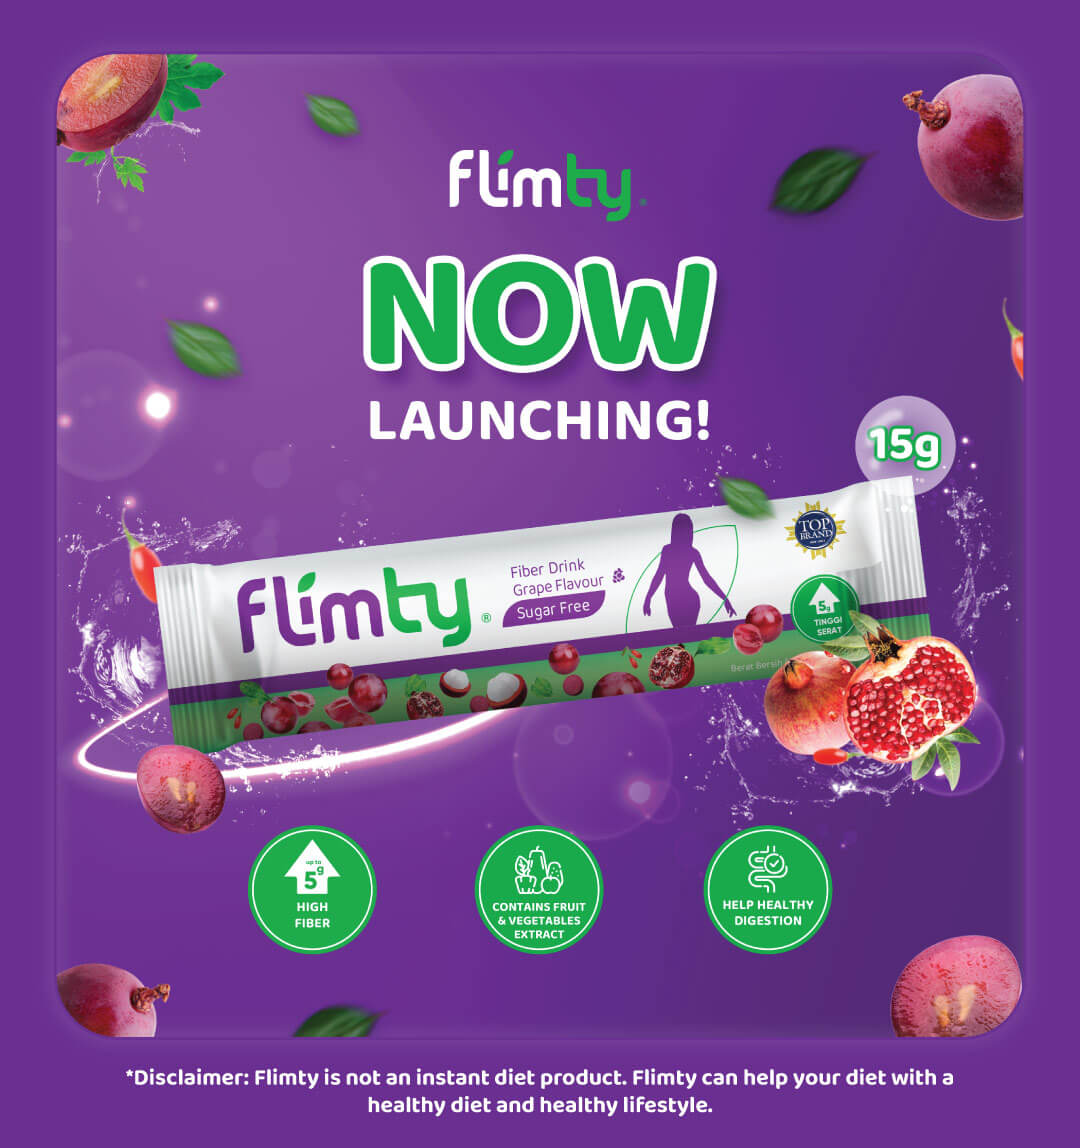 flimty
NOW
LAUNCHING!
15g
flimty®
Fiber Drink
Grape Flavour
Sugar Free
TOP
BRAND
5g
TINGGI
SERAT
Berat Bersih
up to
5g
HIGH
FIBER
CONTAINS FRUIT
& VEGETABLES
EXTRACT
HELP HEALTHY
DIGESTION
*Disclaimer: Flimty is not an instant diet product. Flimty can help your diet with a
healthy diet and healthy lifestyle.